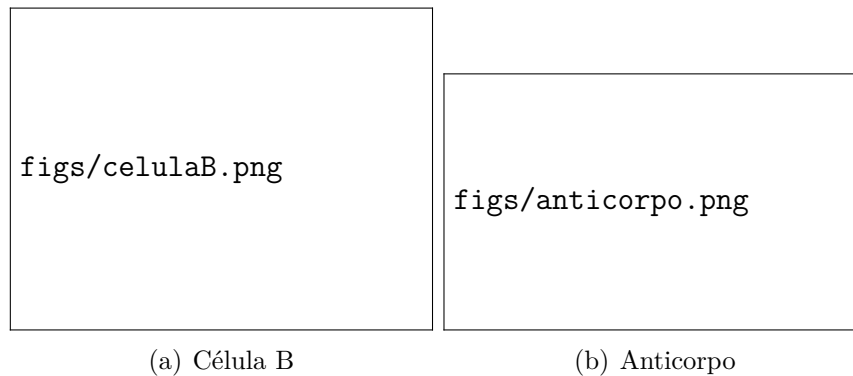 figs/celulaB.png
figs/anticorpo.png
(a) Célula B
(b) Anticorpo